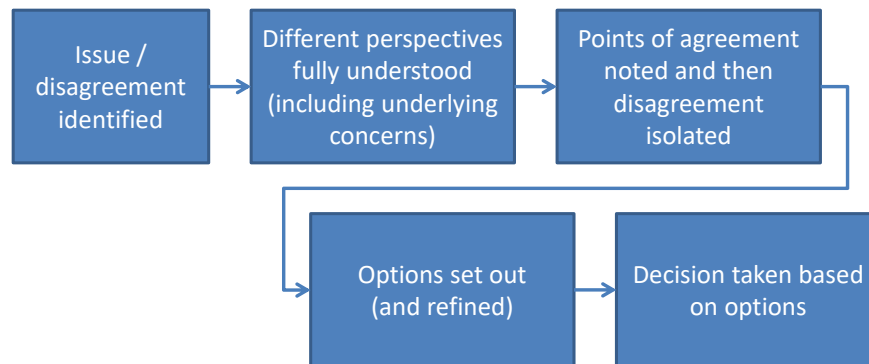 Issue /
disagreement
identified
Different perspectives
fully understood
(including underlying
concerns)
Points of agreement
noted and then
disagreement
isolated
Options set out
(and refined)
Decision taken based
on options